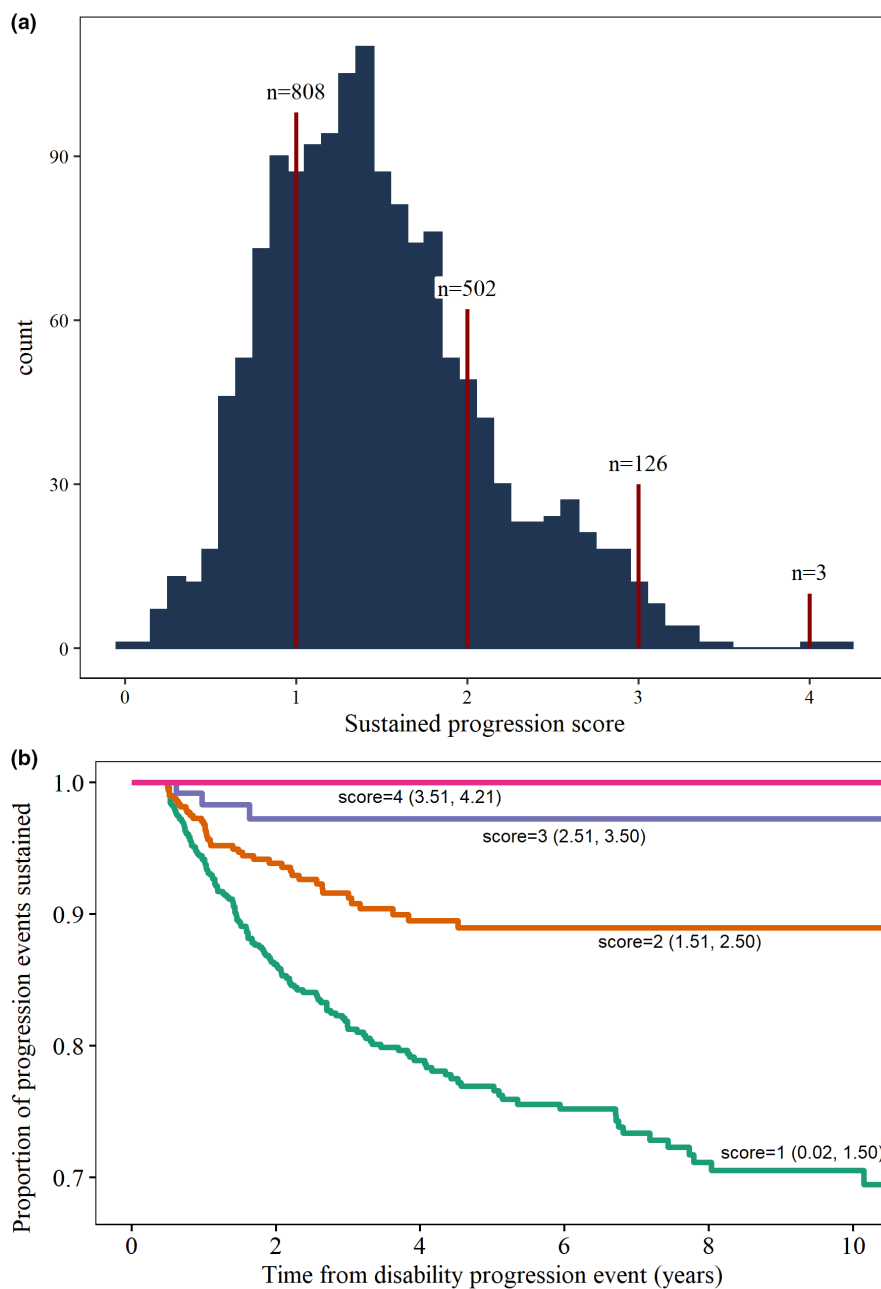 (a)
n=808
n=502
n=126
n=3
count
90
60
30
0
0 1 2 3 4
Sustained progression score
(b)
Proportion of progression events sustained
1.0
0.9
0.8
0.7
score=4 (3.51, 4.21)
score=3 (2.51, 3.50)
score=2 (1.51, 2.50)
score=1 (0.02, 1.50)
0 2 4 6 8 10
Time from disability progression event (years)